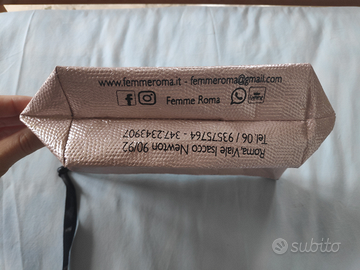 www.femmeroma.it - femmeroma@gmail.com
Femme Roma
Roma, Viale Isacco Newton 90/92
Tel. 06 / 93575764 - 347.2343907
subito